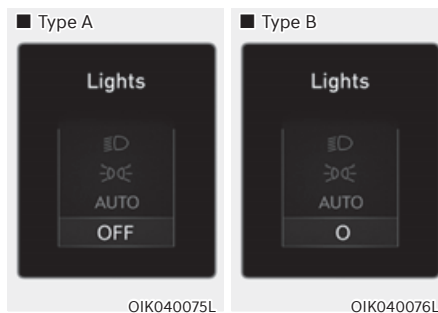 ■ Type A
Lights
AUTO
OFF
OIK040075L
■ Type B
Lights
AUTO
O
OIK040076L